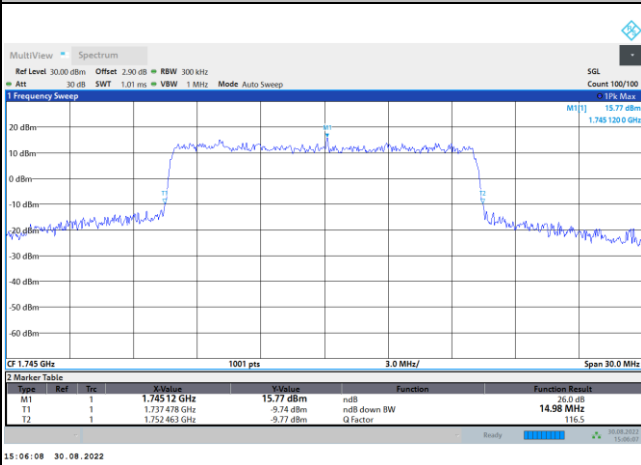 MultiView Spectrum
Ref Level 30.00 dBm Offset 2.90 dB RBW 300 kHz SGL
Att 30 dB SWT 1.01 ms VBW 1 MHz Mode Auto Sweep Count 100/100
1 Frequency Sweep 1Pk Max
M1[1] 15.77 dBm
1.745 120 0 GHz
M1
20 dBm
10 dBm
0 dBm
T1 T2
-10 dBm
-20 dBm
-30 dBm
-40 dBm
-50 dBm
-60 dBm
CF 1.745 GHz 1001 pts 3.0 MHz/ Span 30.0 MHz
2 Marker Table
Type Ref Trc X-Value Y-Value Function Function Result
M1 1 1.74512 GHz 15.77 dBm ndB 26.0 dB
T1 1 1.737 478 GHz -9.74 dBm ndB down BW 14.98 MHz
T2 1 1.752 463 GHz -9.77 dBm Q Factor 116.5
Ready 30.08.2022
15:06:07
15:06:08 30.08.2022